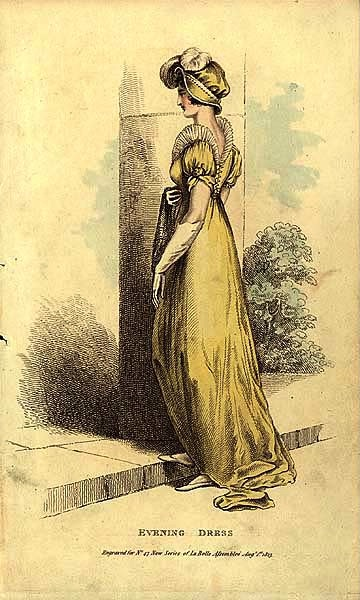 EVENING DRESS
Engraved for No. 47 New Series of La Belle Assemblée Augt. 1st. 1813